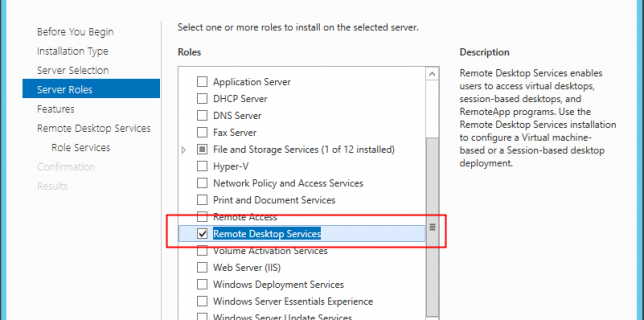 Select one or more roles to install on the selected server.
Before You Begin
Installation Type
Server Selection
Server Roles
Features
Remote Desktop Services
Role Services
Confirmation
Results
Roles
Application Server
DHCP Server
DNS Server
Fax Server
File and Storage Services (1 of 12 installed)
Hyper-V
Network Policy and Access Services
Print and Document Services
Remote Access
Remote Desktop Services
Volume Activation Services
Web Server (IIS)
Windows Deployment Services
Windows Server Essentials Experience
Windows Server Update Services
Description
Remote Desktop Services enables
users to access virtual desktops,
session-based desktops, and
RemoteApp programs. Use the
Remote Desktop Services installation
to configure a Virtual machine-
based or a Session-based desktop
deployment.